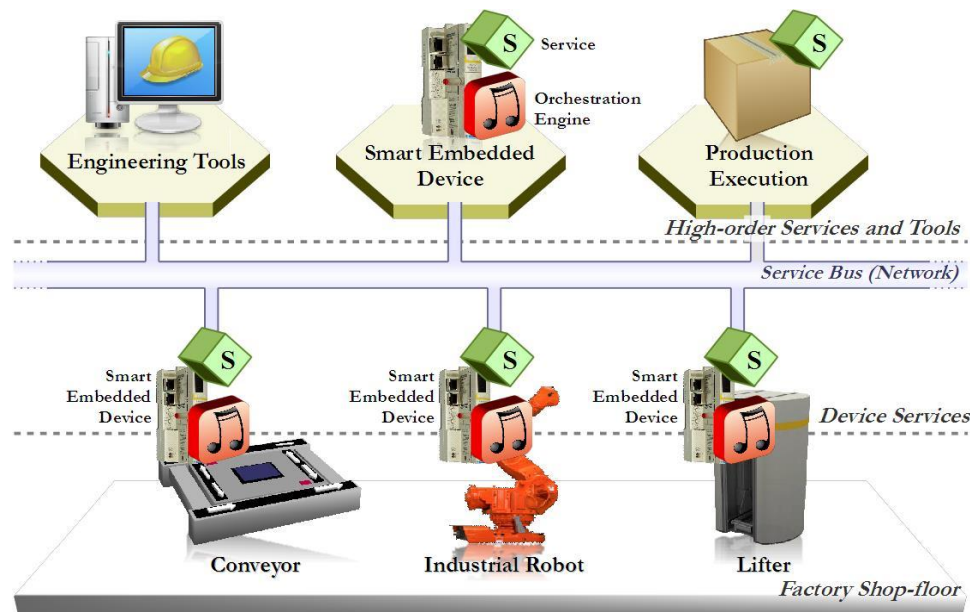 S
Service
S
Orchestration
Engine
Engineering Tools
Smart Embedded
Device
Production
Execution
High-order Services and Tools
Service Bus (Network)
S
S
S
Smart
Embedded
Device
Smart
Embedded
Device
Smart
Embedded
Device
Device Services
Conveyor
Industrial Robot
Lifter
Factory Shop-floor